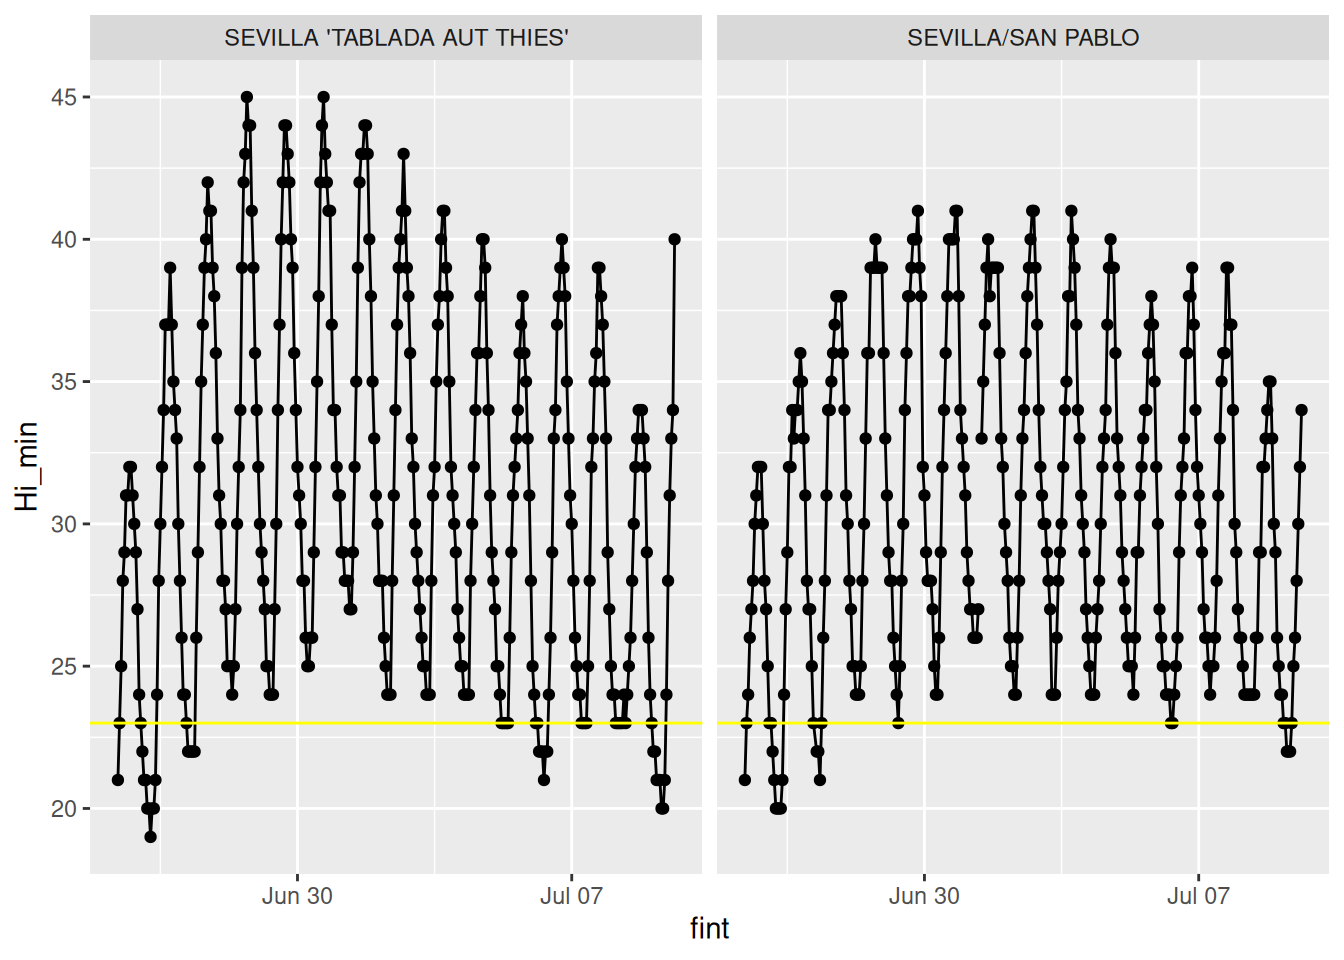 SEVILLA 'TABLADA AUT THIES'
SEVILLA/SAN PABLO
45
40
35
30
25
20
Hi_min
Jun 30
Jul 07
Jun 30
Jul 07
fint